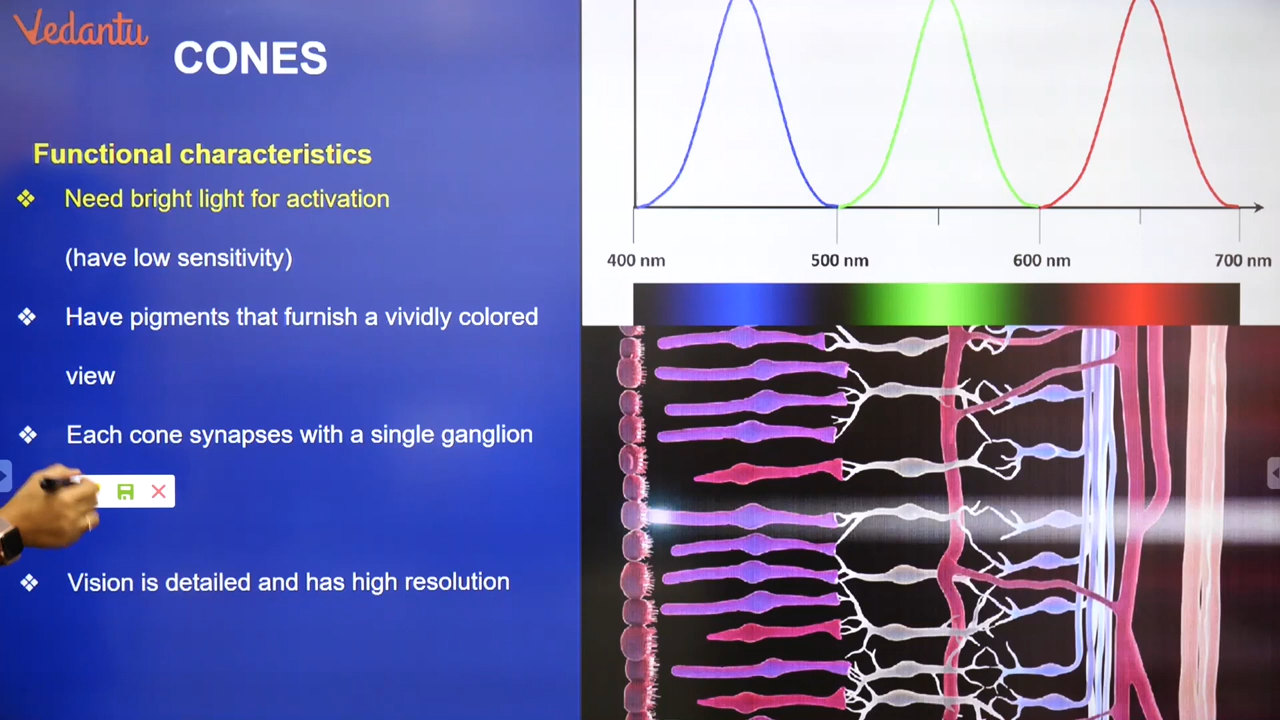 Vedantu
CONES
Functional characteristics
❖ Need bright light for activation
(have low sensitivity)
❖ Have pigments that furnish a vividly colored
view
❖ Each cone synapses with a single ganglion
❖ Vision is detailed and has high resolution
400 nm 500 nm 600 nm 700 nm